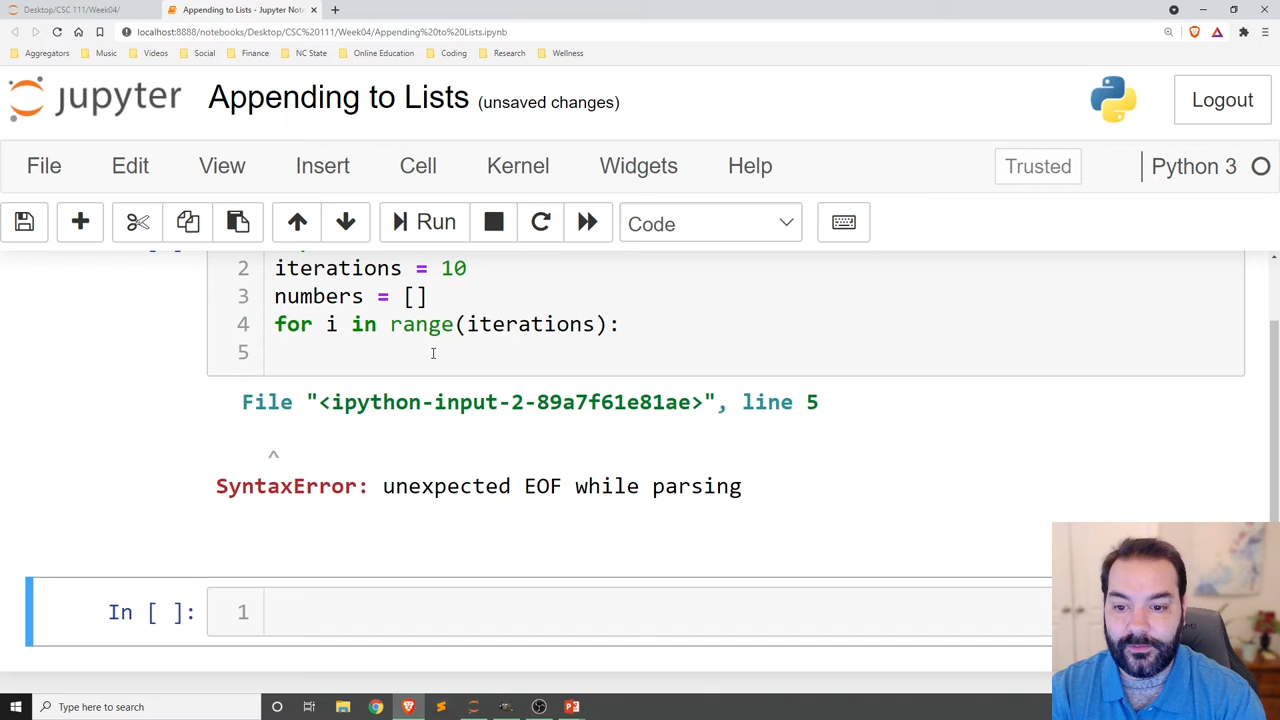 Desktop/CSC 111/Week04/
Appending to Lists - Jupyter Not
localhost:8888/notebooks/Desktop/CSC%20111/Week04/Appending%20to%20Lists.ipynb
Aggregators Music Videos Social Finance NC State Online Education Coding Research Wellness
jupyter Appending to Lists (unsaved changes) Logout
File Edit View Insert Cell Kernel Widgets Help Trusted Python 3
Run Code
2 iterations = 10
3 numbers = []
4 for i in range(iterations):
5
File "<ipython-input-2-89a7f61e81ae>", line 5
^
SyntaxError: unexpected EOF while parsing
In [ ]: 1
Type here to search